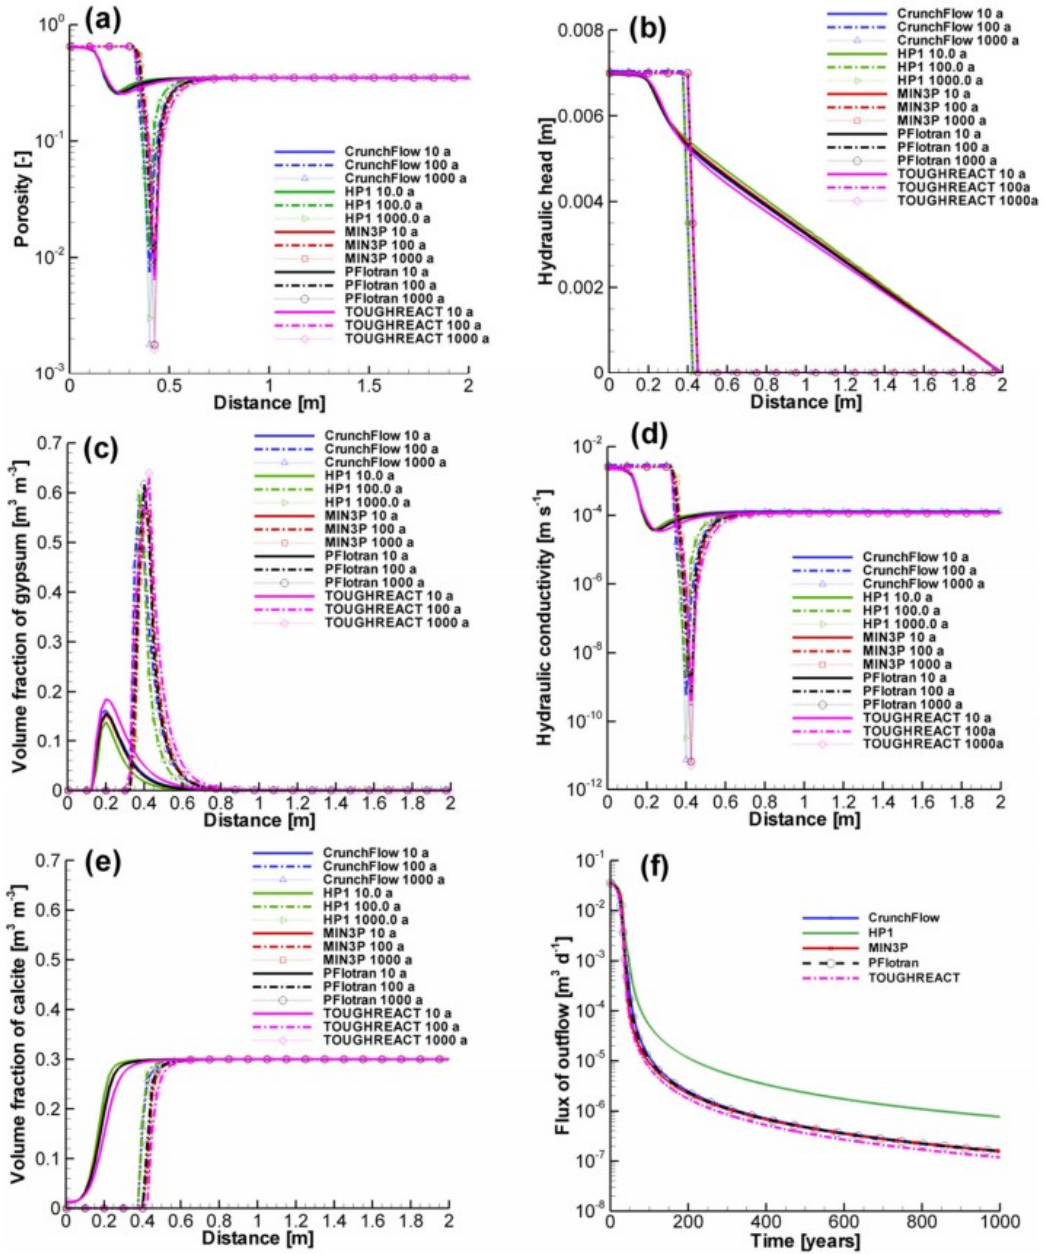 (a)
Porosity [-]
10^0
10^-1
10^-2
10^-3
CrunchFlow 10 a
CrunchFlow 100 a
CrunchFlow 1000 a
HP1 10.0 a
HP1 100.0 a
HP1 1000.0 a
MIN3P 10 a
MIN3P 100 a
MIN3P 1000 a
PFlotran 10 a
PFlotran 100 a
PFlotran 1000 a
TOUGHREACT 10 a
TOUGHREACT 100 a
TOUGHREACT 1000 a
0 0.5 1 1.5 2
Distance [m]
(b)
Hydraulic head [m]
0.008
0.006
0.004
0.002
0
CrunchFlow 10 a
CrunchFlow 100 a
CrunchFlow 1000 a
HP1 10.0 a
HP1 100.0 a
HP1 1000.0 a
MIN3P 10 a
MIN3P 100 a
MIN3P 1000 a
PFlotran 10 a
PFlotran 100 a
PFlotran 1000 a
TOUGHREACT 10 a
TOUGHREACT 100a
TOUGHREACT 1000a
0 0.2 0.4 0.6 0.8 1 1.2 1.4 1.6 1.8 2
Distance [m]
(c)
Volume fraction of gypsum [m^3 m^-3]
0.7
0.6
0.5
0.4
0.3
0.2
0.1
0
CrunchFlow 10 a
CrunchFlow 100 a
CrunchFlow 1000 a
HP1 10.0 a
HP1 100.0 a
HP1 1000.0 a
MIN3P 10 a
MIN3P 100 a
MIN3P 1000 a
PFlotran 10 a
PFlotran 100 a
PFlotran 1000 a
TOUGHREACT 10 a
TOUGHREACT 100 a
TOUGHREACT 1000 a
0 0.2 0.4 0.6 0.8 1 1.2 1.4 1.6 1.8 2
Distance [m]
(d)
Hydraulic conductivity [m s^-1]
10^-2
10^-4
10^-6
10^-8
10^-10
10^-12
CrunchFlow 10 a
CrunchFlow 100 a
CrunchFlow 1000 a
HP1 10.0 a
HP1 100.0 a
HP1 1000.0 a
MIN3P 10 a
MIN3P 100 a
MIN3P 1000 a
PFlotran 10 a
PFlotran 100 a
PFlotran 1000 a
TOUGHREACT 10 a
TOUGHREACT 100a
TOUGHREACT 1000a
0 0.2 0.4 0.6 0.8 1 1.2 1.4 1.6 1.8 2
Distance [m]
(e)
Volume fraction of calcite [m^3 m^-3]
0.7
0.6
0.5
0.4
0.3
0.2
0.1
0
CrunchFlow 10 a
CrunchFlow 100 a
CrunchFlow 1000 a
HP1 10.0 a
HP1 100.0 a
HP1 1000.0 a
MIN3P 10 a
MIN3P 100 a
MIN3P 1000 a
PFlotran 10 a
PFlotran 100 a
PFlotran 1000 a
TOUGHREACT 10 a
TOUGHREACT 100 a
TOUGHREACT 1000 a
0 0.2 0.4 0.6 0.8 1 1.2 1.4 1.6 1.8 2
Distance [m]
(f)
Flux of outflow [m^3 d^-1]
10^-1
10^-2
10^-3
10^-4
10^-5
10^-6
10^-7
10^-8
CrunchFlow
HP1
MIN3P
PFlotran
TOUGHREACT
0 200 400 600 800 1000
Time [years]